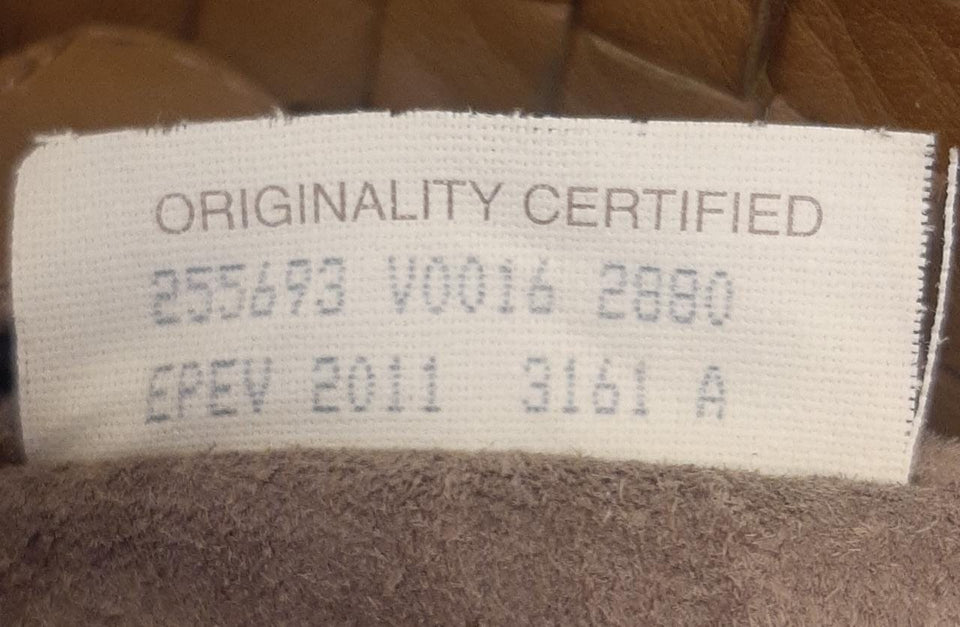 ORIGINALITY CERTIFIED
255693 V0016 2880
EPEV 2011 3161 A